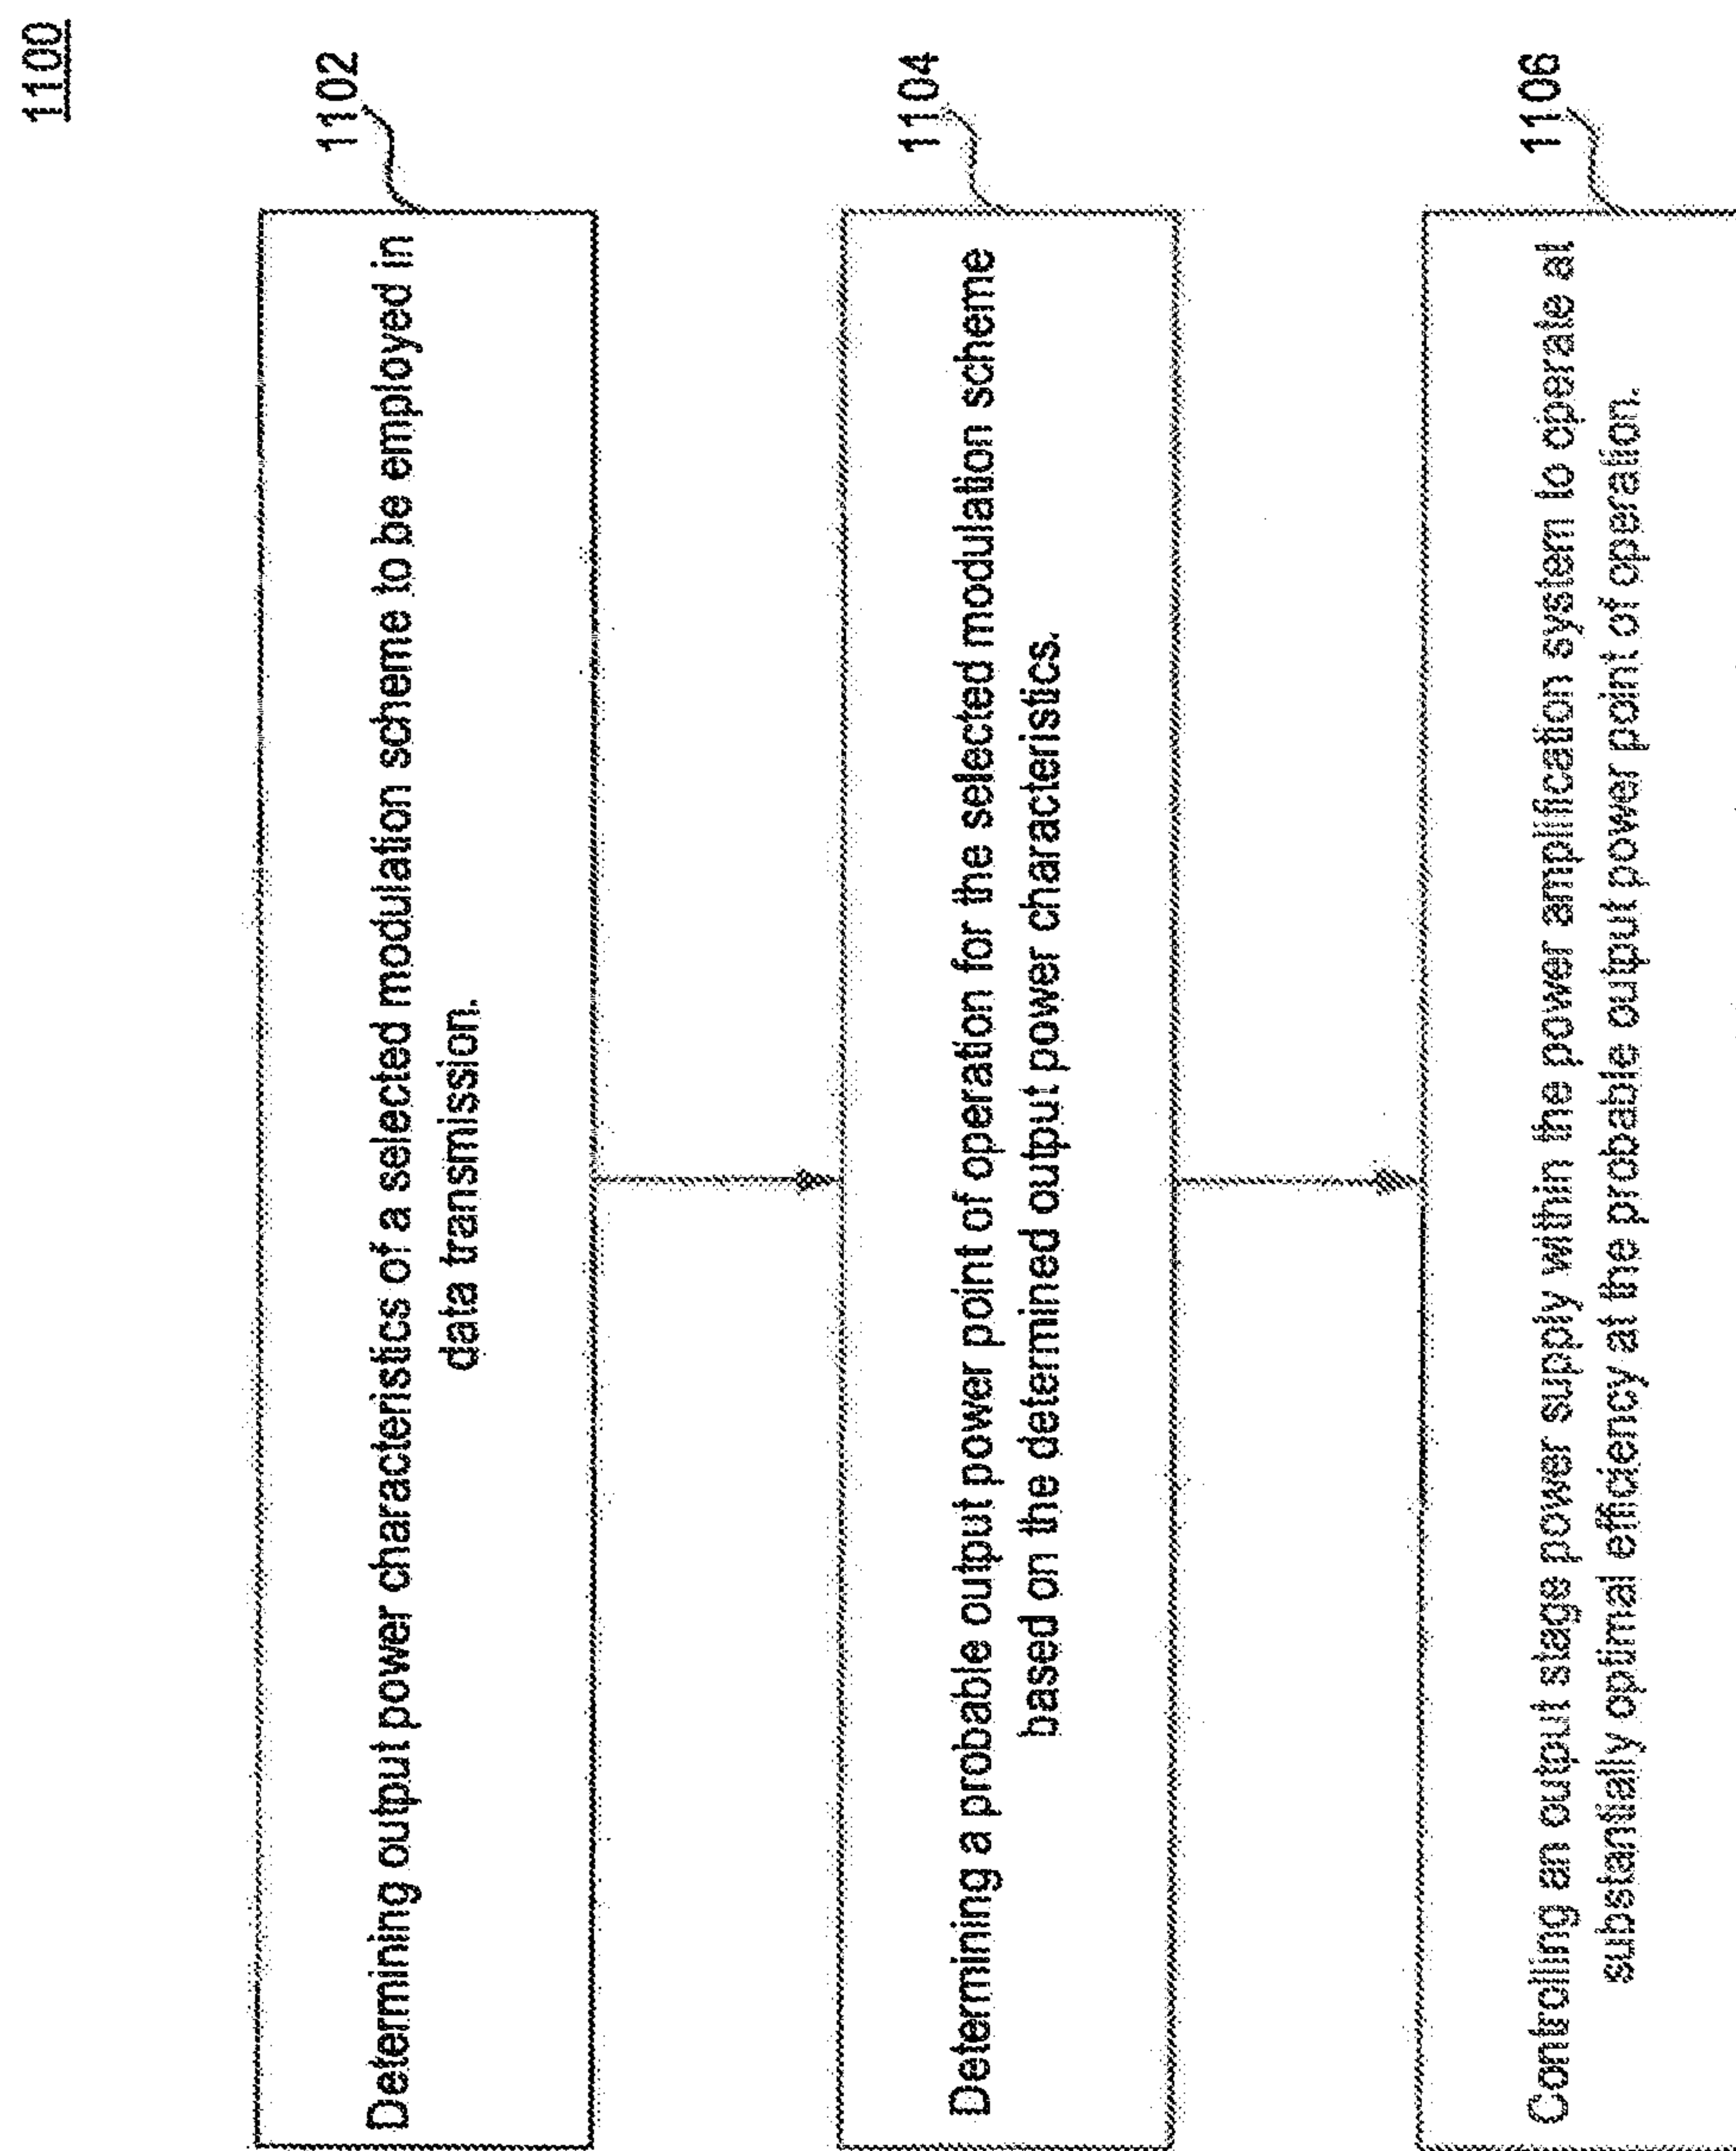 1100
1102
Determining output power characteristics of a selected modulation scheme to be employed in
data transmission.
1104
Determining a probable output power point of operation for the selected modulation scheme
based on the determined output power characteristics.
1106
Controlling an output stage power supply within the power amplification system to operate at
substantially optimal efficiency at the probable output power point of operation.